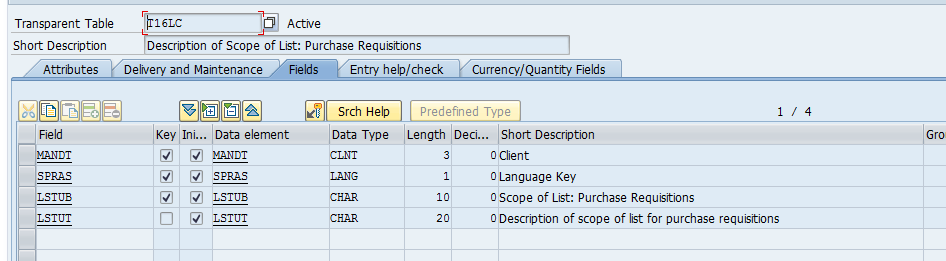 Transparent Table T16LC Active
Short Description Description of Scope of List: Purchase Requisitions
Attributes Delivery and Maintenance Fields Entry help/check Currency/Quantity Fields
Srch Help Predefined Type 1 / 4
Field Key Ini... Data element Data Type Length Deci... Short Description Gro
MANDT MANDT CLNT 3 0 Client
SPRAS SPRAS LANG 1 0 Language Key
LSTUB LSTUB CHAR 10 0 Scope of List: Purchase Requisitions
LSTUT LSTUT CHAR 20 0 Description of scope of list for purchase requisitions